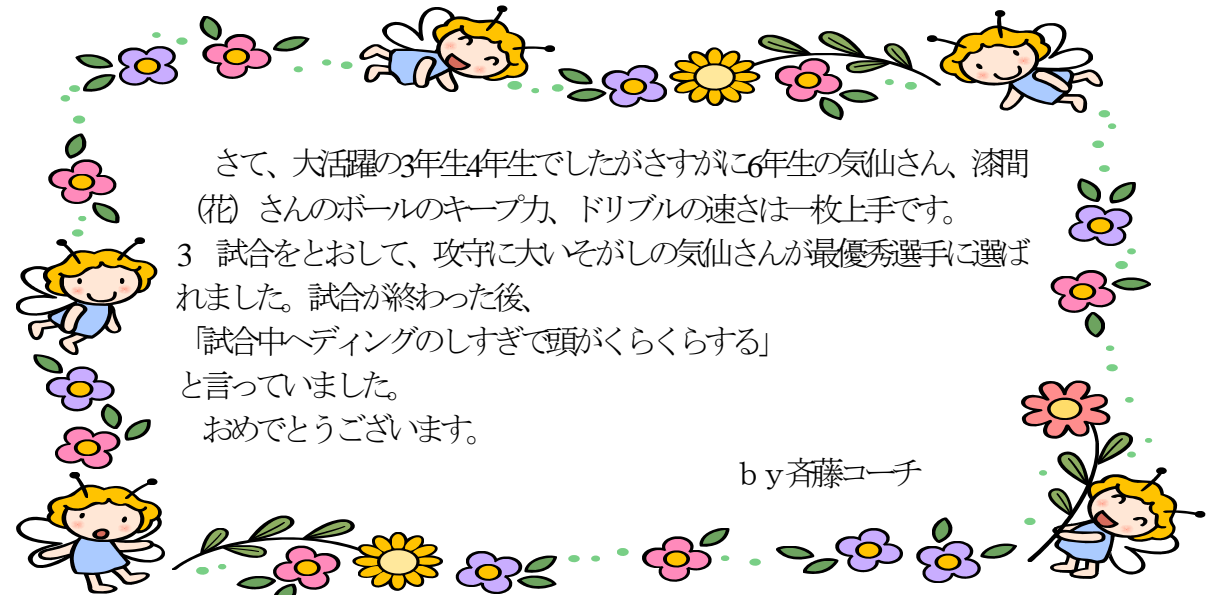 さて、大活躍の3年生4年生でしたがさすがに6年生の気仙さん、漆間
（花）さんのボールのキープ力、ドリブルの速さは一枚上手です。
3　試合をとおして、攻守に大いそがしの気仙さんが最優秀選手に選ば
れました。試合が終わった後、
「試合中ヘディングのしすぎで頭がくらくらする」
と言っていました。
おめでとうございます。
ｂｙ斉藤コーチ